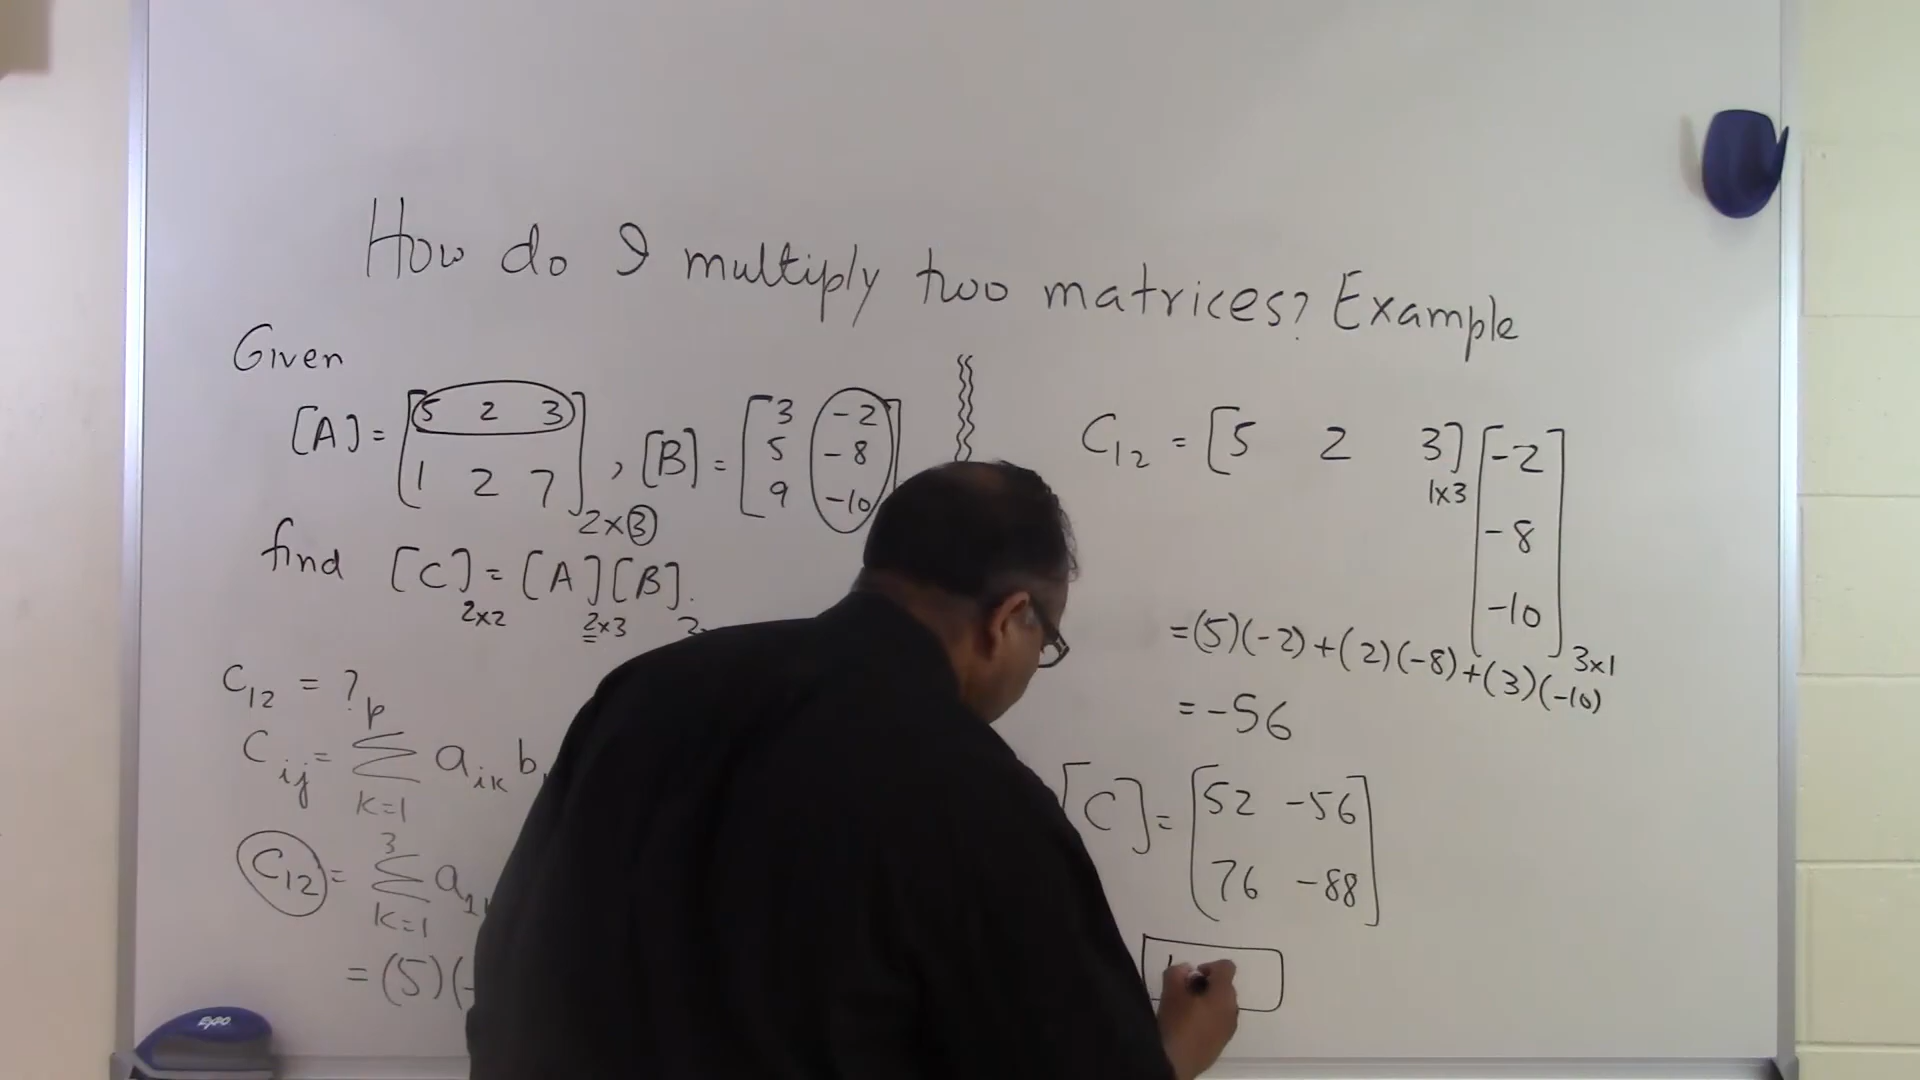 How do I multiply two matrices? Example
Given
[A] = [5 2 3
1 2 7] 2×3 , [B] = [3 -2
5 -8
9 -10]
find [C] 2×2 = [A] 2×3 [B].
C12 = ?
Cij = p Σ k=1 aik b
C12 = 3 Σ k=1 a1
= (5)(-
C12 = [5 2 3] 1×3 [-2
-8
-10] 3×1
= (5)(-2) + (2)(-8) + (3)(-10)
= -56
[C] = [52 -56
76 -88]
EXPO